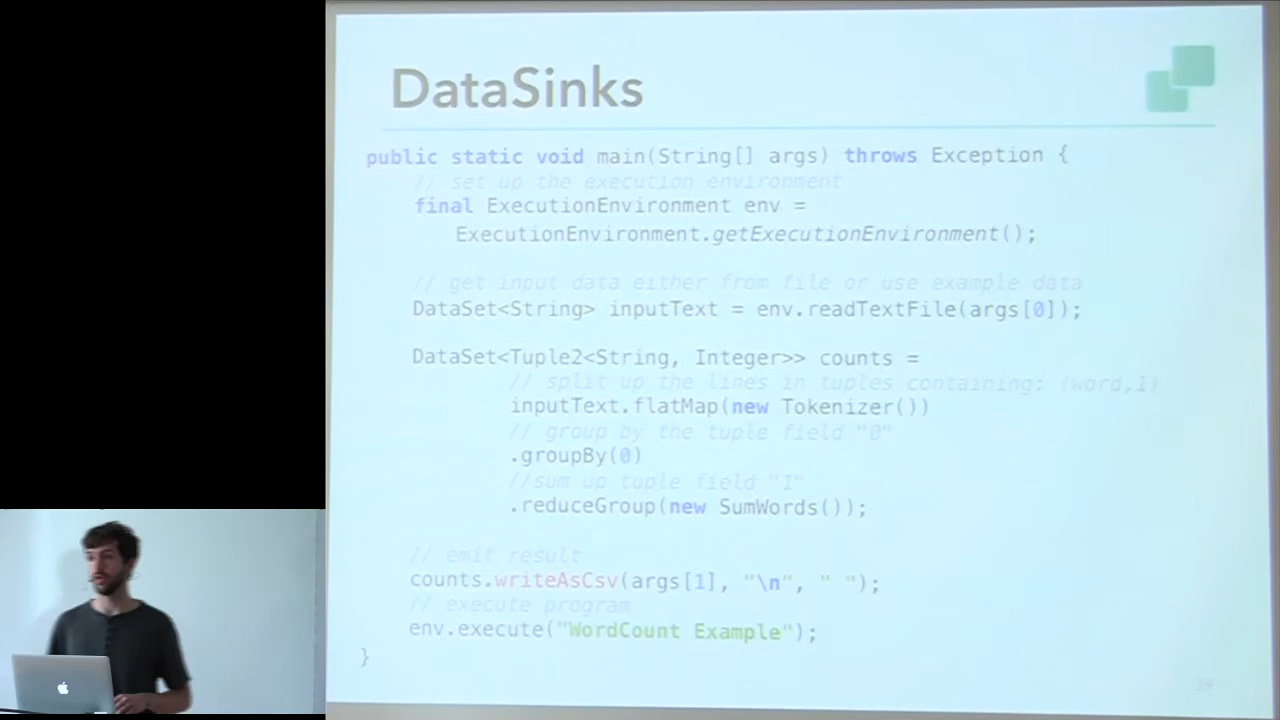 DataSinks
public static void main(String[] args) throws Exception {
// set up the execution environment
final ExecutionEnvironment env =
ExecutionEnvironment.getExecutionEnvironment();
// get input data either from file or use example data
DataSet<String> inputText = env.readTextFile(args[0]);
DataSet<Tuple2<String, Integer>> counts =
// split up the lines in tuples containing: (word,1)
inputText.flatMap(new Tokenizer())
// group by the tuple field "0"
.groupBy(0)
//sum up tuple field "1"
.reduceGroup(new SumWords());
// emit result
counts.writeAsCsv(args[1], "\n", " ");
// execute program
env.execute("WordCount Example");
}